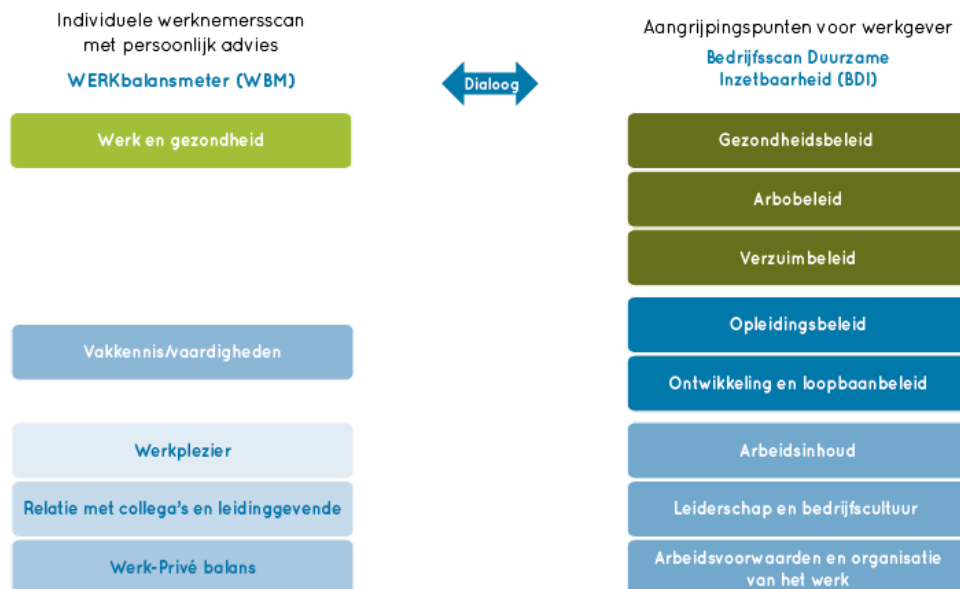 Individuele werknemersscan
met persoonlijk advies
WERKbalansmeter (WBM)
Dialoog
Aangrijpingspunten voor werkgever
Bedrijfsscan Duurzame
Inzetbaarheid (BDI)
Werk en gezondheid
Gezondheidsbeleid
Arbobeleid
Verzuimbeleid
Opleidingsbeleid
Vakkennis/vaardigheden
Ontwikkeling en loopbaanbeleid
Werkplezier
Arbeidsinhoud
Relatie met collega's en leidinggevende
Leiderschap en bedrijfscultuur
Werk-Privé balans
Arbeidsvoorwaarden en organisatie
van het werk